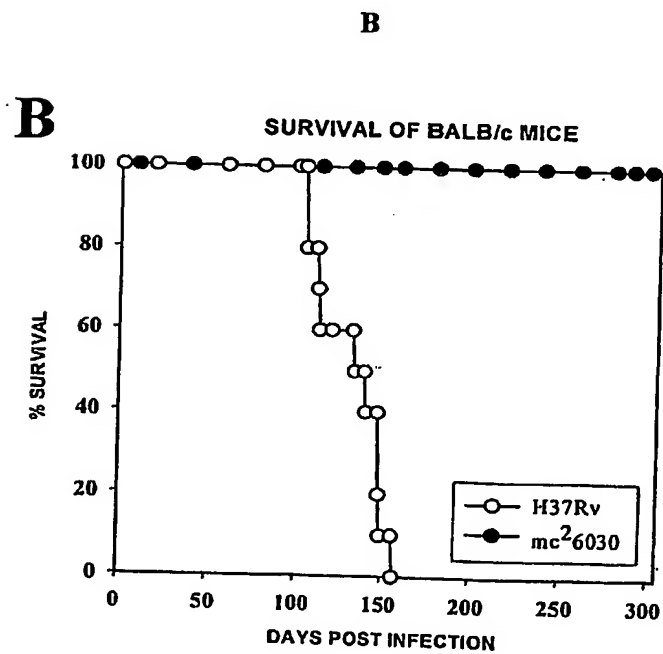 B
B
SURVIVAL OF BALB/c MICE
100
80
60
40
20
0
% SURVIVAL
0 50 100 150 200 250 300
DAYS POST INFECTION
H37Rv
mc²6030